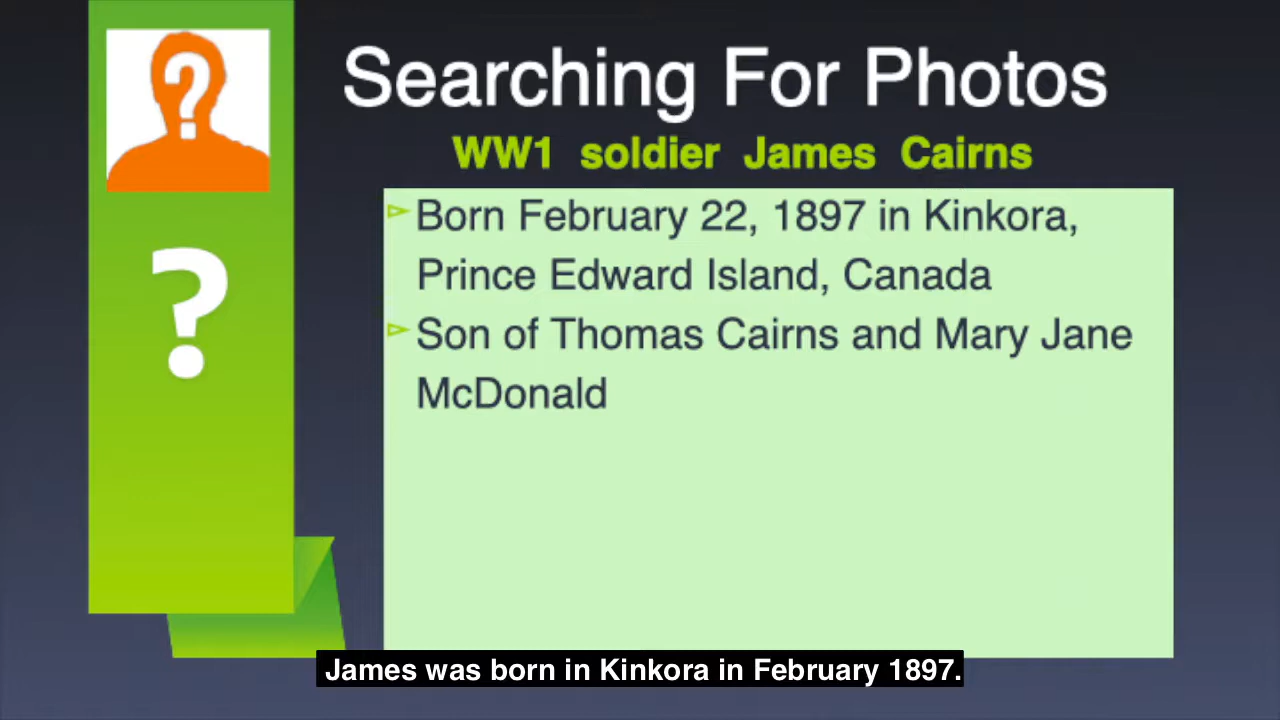 ?
Searching For Photos
WW1 soldier James Cairns
?
Born February 22, 1897 in Kinkora,
Prince Edward Island, Canada
Son of Thomas Cairns and Mary Jane
McDonald
James was born in Kinkora in February 1897.